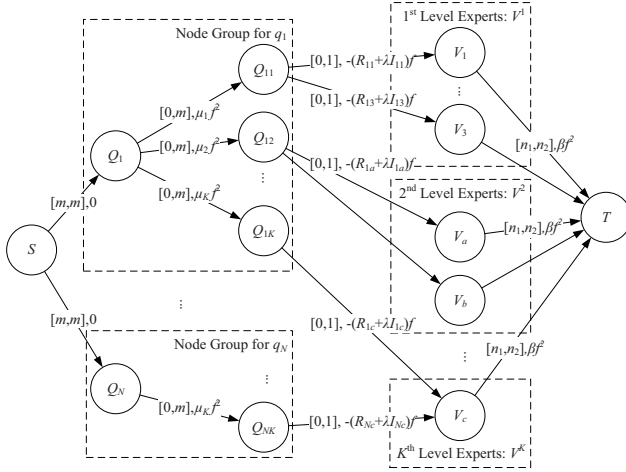 Node Group for q1
1st Level Experts: V1
Q11
[0,1], -(R11+λI11)f
V1
⋮
[0,m],μ1f²
[0,1], -(R13+λI13)f
V3
[n1,n2],βf²
Q1
[0,m],μ2f²
Q12
⋮
[0,1], -(R1a+λI1a)f
2nd Level Experts: V2
[m,m],0
[0,m],μKf²
Q1K
Va
[n1,n2],βf²
T
S
Vb
[m,m],0
⋯
[0,1], -(R1c+λI1c)f
⋮
[n1,n2],βf²
Node Group for qN
QN
[0,m],μKf²
⋮
QNK
[0,1], -(RNc+λINc)f
Vc
Kth Level Experts: VK